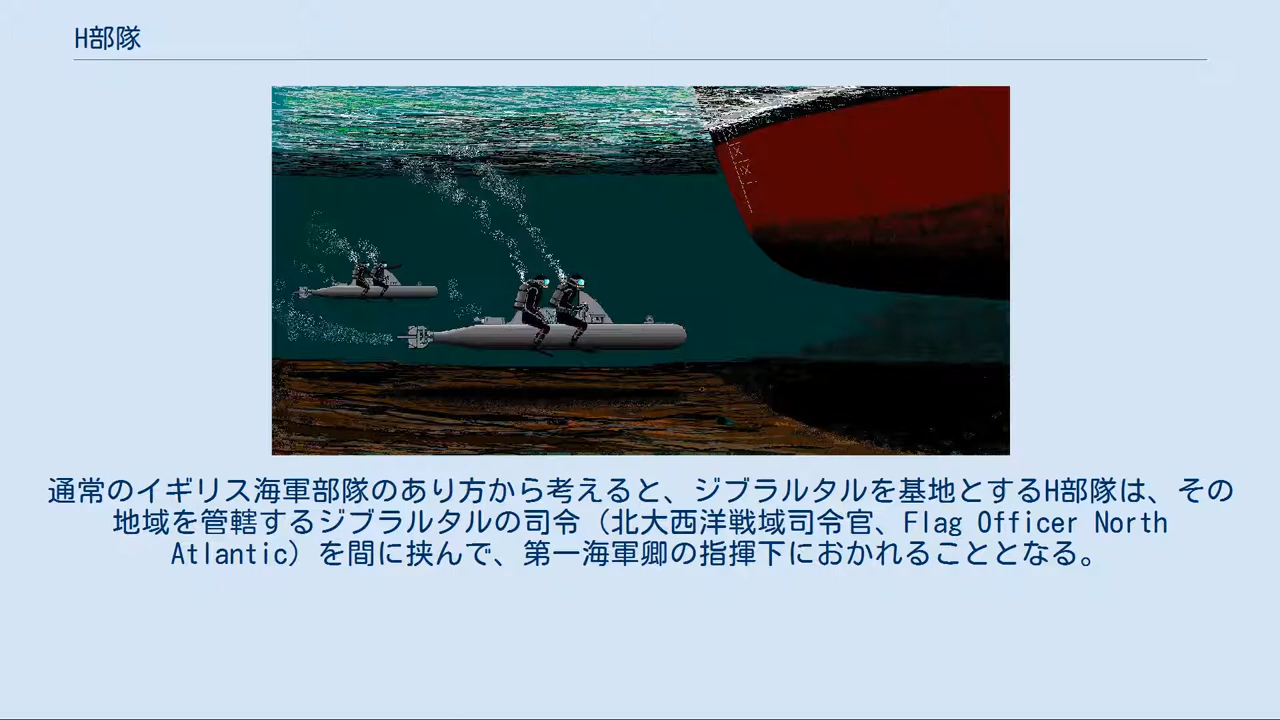 H部隊
通常のイギリス海軍部隊のあり方から考えると、ジブラルタルを基地とするH部隊は、その
地域を管轄するジブラルタルの司令（北大西洋戦域司令官、Flag Officer North
Atlantic）を間に挟んで、第一海軍卿の指揮下におかれることとなる。